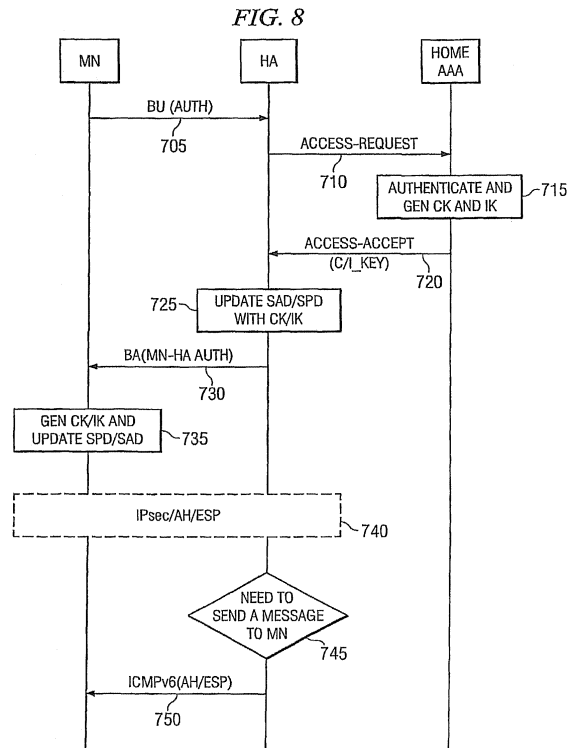 FIG. 8
MN
HA
HOME
AAA
BU (AUTH)
705
ACCESS-REQUEST
710
AUTHENTICATE AND
GEN CK AND IK
715
ACCESS-ACCEPT
(C/I_KEY)
720
725
UPDATE SAD/SPD
WITH CK/IK
BA(MN-HA AUTH)
730
GEN CK/IK AND
UPDATE SPD/SAD
735
IPsec/AH/ESP
740
NEED TO
SEND A MESSAGE
TO MN
745
ICMPv6(AH/ESP)
750